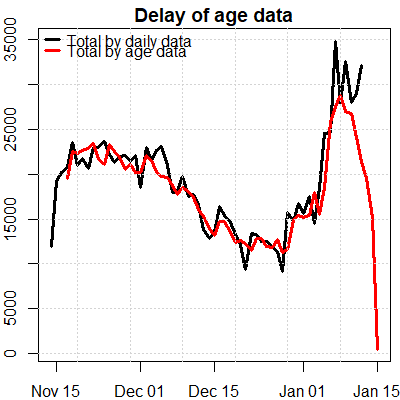 Delay of age data
Total by daily data
Total by age data
35000
25000
15000
5000
0
Nov 15 Dec 01 Dec 15 Jan 01 Jan 15